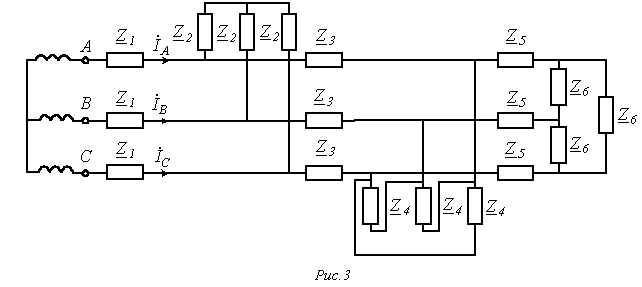 A Z1 İA Z2 Z2 Z2 Z3 Z5 Z6
B Z1 İB Z3 Z5 Z6 Z6
C Z1 İC Z3 Z5
Z4 Z4 Z4
Рис.3